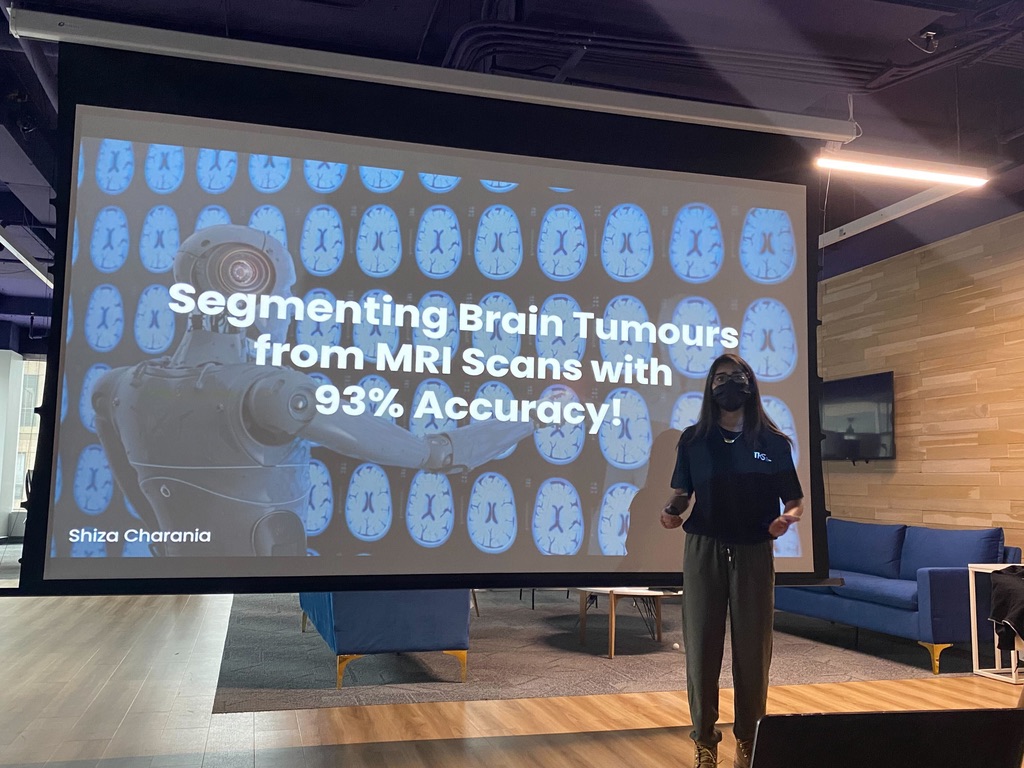 Segmenting Brain Tumours
from MRI Scans with
93% Accuracy!
Shiza Charania